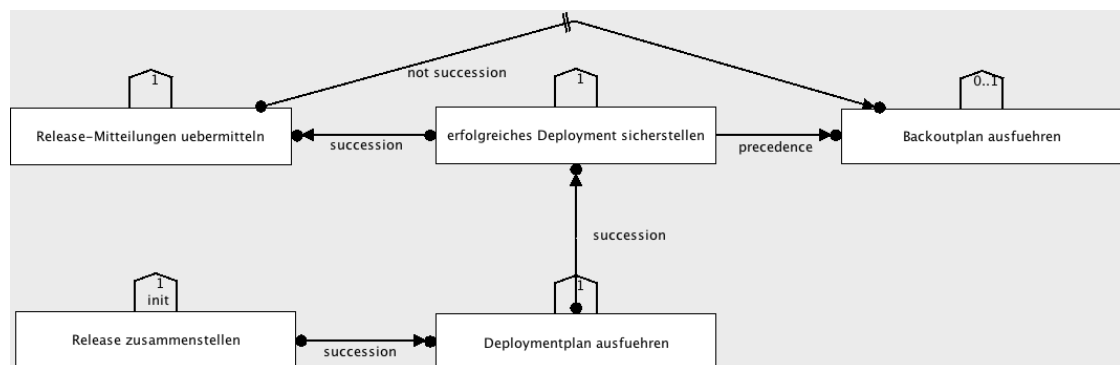 not succession
1
1
0..1
Release-Mitteilungen uebermitteln
erfolgreiches Deployment sicherstellen
Backoutplan ausfuehren
succession
precedence
succession
1
init
1
Release zusammenstellen
Deploymentplan ausfuehren
succession